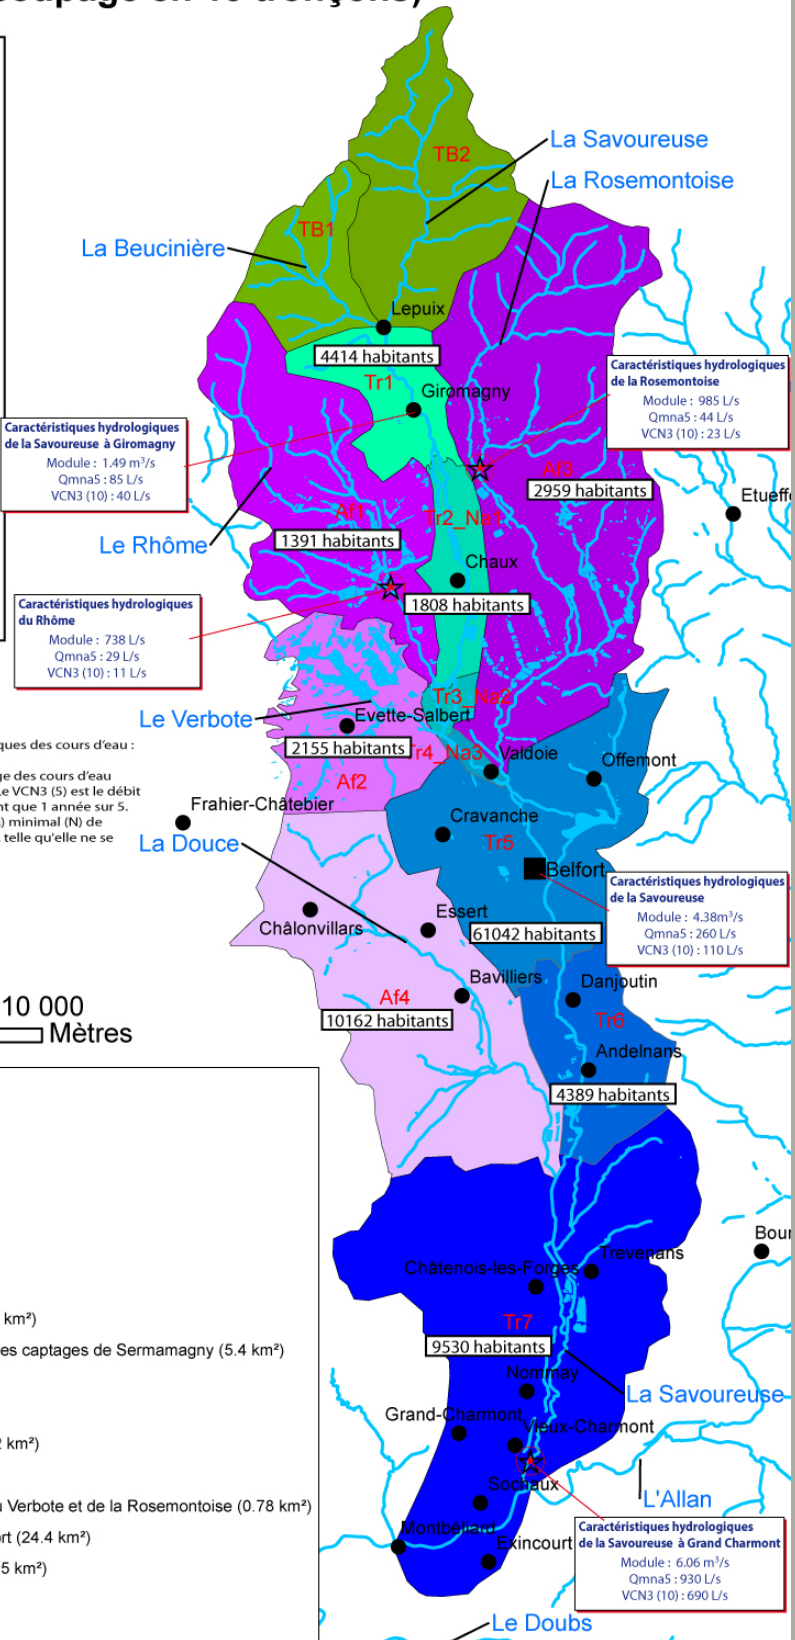 TB2
La Savoureuse
La Rosemontoise
TB1
La Beucinière
Lepuix
4414 habitants
Tr1
Giromagny
Caractéristiques hydrologiques
de la Rosemontoise
Module : 985 L/s
Qmna5 : 44 L/s
VCN3 (10) : 23 L/s
Caractéristiques hydrologiques
de la Savoureuse à Giromagny
Module : 1.49 m³/s
Qmna5 : 85 L/s
VCN3 (10) : 40 L/s
Af3
2959 habitants
Etueff
Af1
Tr2_Na1
1391 habitants
Le Rhôme
Chaux
1808 habitants
Caractéristiques hydrologiques
du Rhôme
Module : 738 L/s
Qmna5 : 29 L/s
VCN3 (10) : 11 L/s
Tr3_Na2
Le Verbote
Evette-Salbert
2155 habitants
Tr4_Na3
Valdoie
Offemont
Af2
ques des cours d'eau :
ge des cours d'eau
Le VCN3 (5) est le débit
nt que 1 année sur 5.
) minimal (N) de
telle qu'elle ne se
Frahier-Châtebier
La Douce
Cravanche
Tr5
Belfort
Caractéristiques hydrologiques
de la Savoureuse
Module : 4.38m³/s
Qmna5 : 260 L/s
VCN3 (10) : 110 L/s
Châlonvillars
Essert
61042 habitants
Bavilliers
Danjoutin
Af4
10162 habitants
Tr6
Andelnans
4389 habitants
10 000
Mètres
Trevenans
Bour
Châtenois-les-Forges
Tr7
9530 habitants
km²)
es captages de Sermamagny (5.4 km²)
Nommay
La Savoureuse
Grand-Charmont
Vieux-Charmont
2 km²)
Sochaux
L'Allan
u Verbote et de la Rosemontoise (0.78 km²)
Montbéliard
Exincourt
ort (24.4 km²)
5 km²)
Caractéristiques hydrologiques
de la Savoureuse à Grand Charmont
Module : 6.06 m³/s
Qmna5 : 930 L/s
VCN3 (10) : 690 L/s
Le Doubs